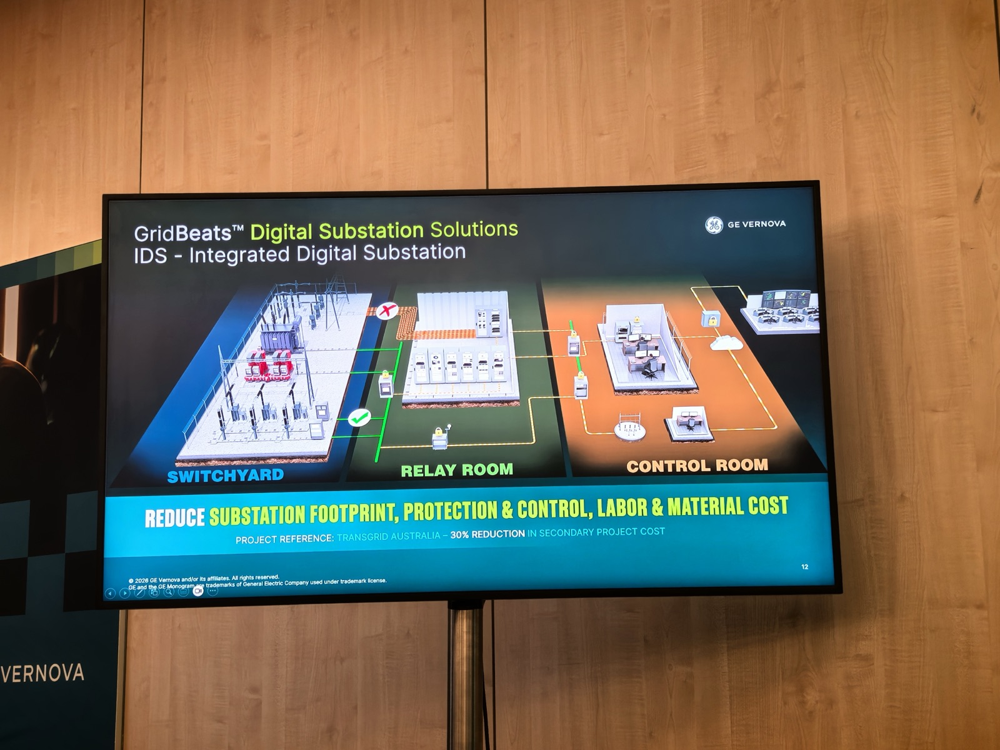 GridBeats™ Digital Substation Solutions
IDS - Integrated Digital Substation
GE VERNOVA
SWITCHYARD
RELAY ROOM
CONTROL ROOM
REDUCE SUBSTATION FOOTPRINT, PROTECTION & CONTROL, LABOR & MATERIAL COST
PROJECT REFERENCE: TRANSGRID AUSTRALIA – 30% REDUCTION IN SECONDARY PROJECT COST
12
© 2026 GE Vernova and/or its affiliates. All rights reserved.
GE and the GE Monogram are trademarks of General Electric Company used under trademark license.
VERNOVA